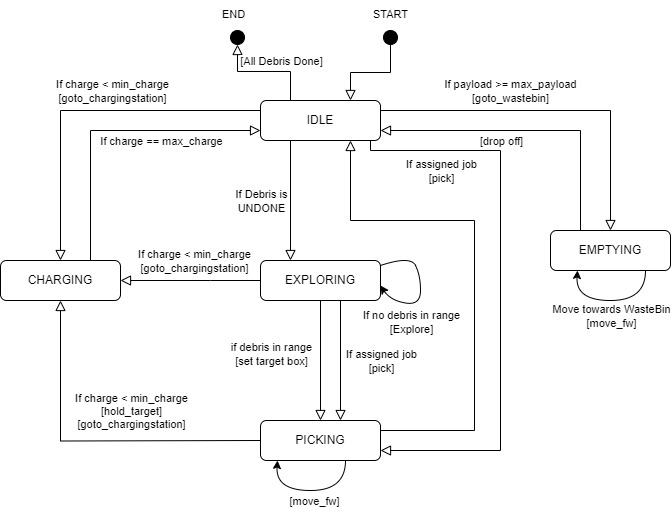 END
START
[All Debris Done]
If charge < min_charge
[goto_chargingstation]
If payload >= max_payload
[goto_wastebin]
IDLE
If charge == max_charge
[drop off]
If assigned job
[pick]
If Debris is
UNDONE
If charge < min_charge
[goto_chargingstation]
EMPTYING
CHARGING
EXPLORING
If no debris in range
[Explore]
Move towards WasteBin
[move_fw]
if debris in range
[set target box]
If assigned job
[pick]
If charge < min_charge
[hold_target]
[goto_chargingstation]
PICKING
[move_fw]